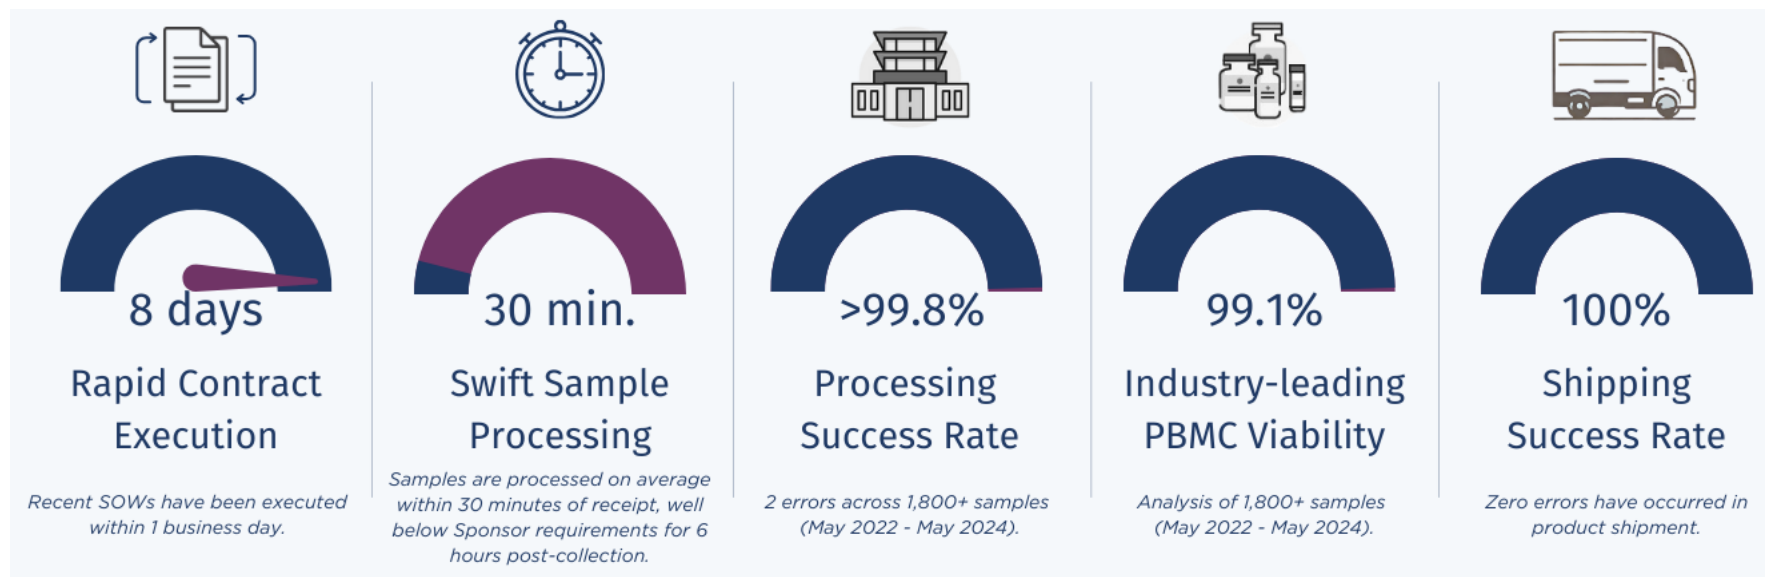 8 days
Rapid Contract
Execution
Recent SOWs have been executed
within 1 business day.
30 min.
Swift Sample
Processing
Samples are processed on average
within 30 minutes of receipt, well
below Sponsor requirements for 6
hours post-collection.
>99.8%
Processing
Success Rate
2 errors across 1,800+ samples
(May 2022 - May 2024).
99.1%
Industry-leading
PBMC Viability
Analysis of 1,800+ samples
(May 2022 - May 2024).
100%
Shipping
Success Rate
Zero errors have occurred in
product shipment.